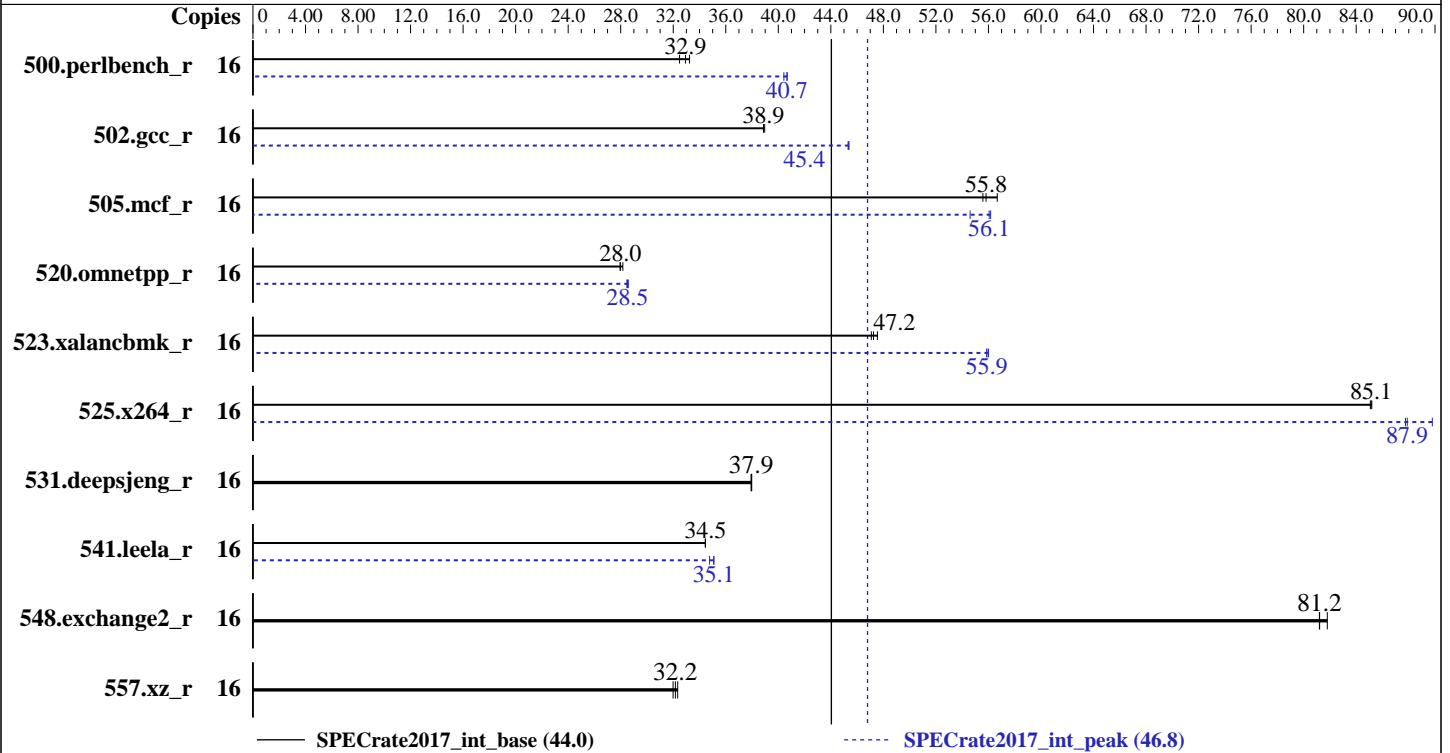 Copies 0 4.00 8.00 12.0 16.0 20.0 24.0 28.0 32.0 36.0 40.0 44.0 48.0 52.0 56.0 60.0 64.0 68.0 72.0 76.0 80.0 84.0 90.0
32.9
500.perlbench_r 16
40.7
38.9
502.gcc_r 16
45.4
55.8
505.mcf_r 16
56.1
28.0
520.omnetpp_r 16
28.5
47.2
523.xalancbmk_r 16
55.9
85.1
525.x264_r 16
87.9
37.9
531.deepsjeng_r 16
34.5
541.leela_r 16
35.1
81.2
548.exchange2_r 16
32.2
557.xz_r 16
SPECrate2017_int_base (44.0) SPECrate2017_int_peak (46.8)